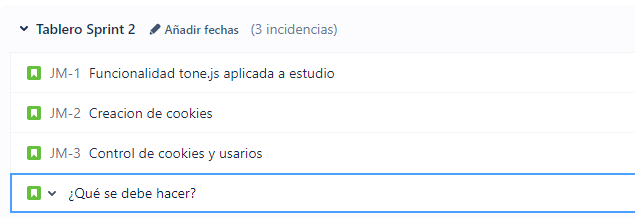 Tablero Sprint 2 Añadir fechas (3 incidencias)
JM-1 Funcionalidad tone.js aplicada a estudio
JM-2 Creacion de cookies
JM-3 Control de cookies y usarios
¿Qué se debe hacer?